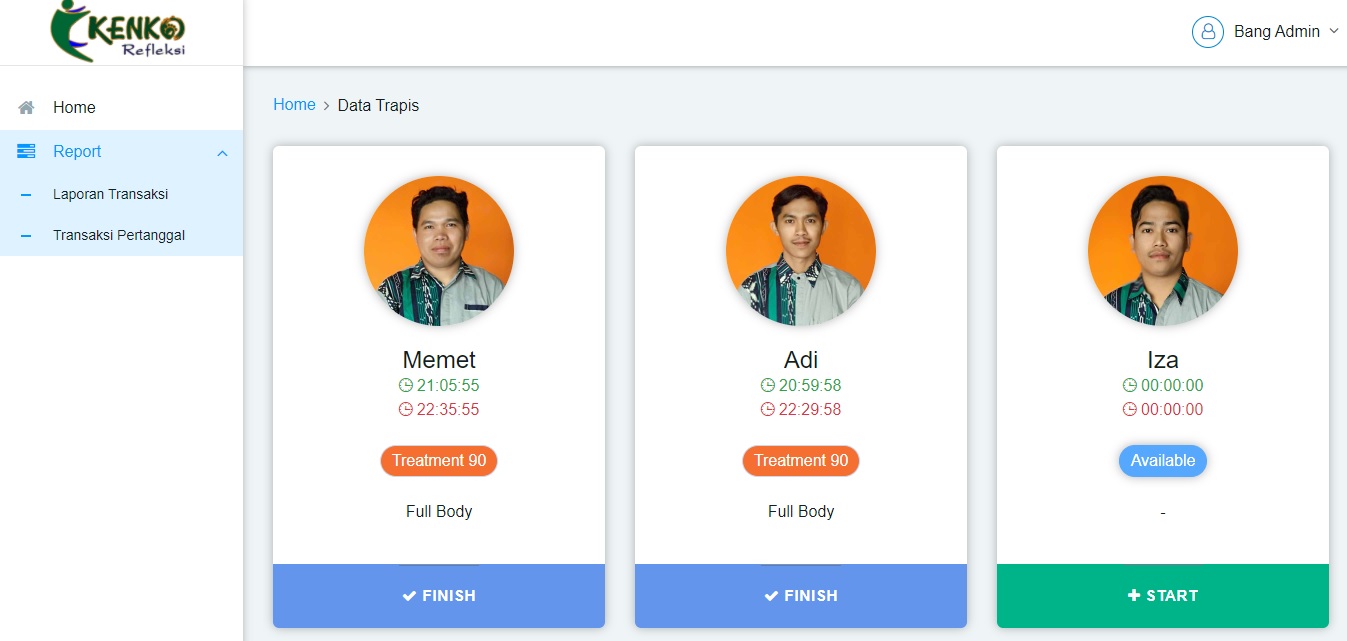 KENKO
Refleksi
Bang Admin
Home
Report
Laporan Transaksi
Transaksi Pertanggal
Home > Data Trapis
Memet
21:05:55
22:35:55
Treatment 90
Full Body
FINISH
Adi
20:59:58
22:29:58
Treatment 90
Full Body
FINISH
Iza
00:00:00
00:00:00
Available
-
START